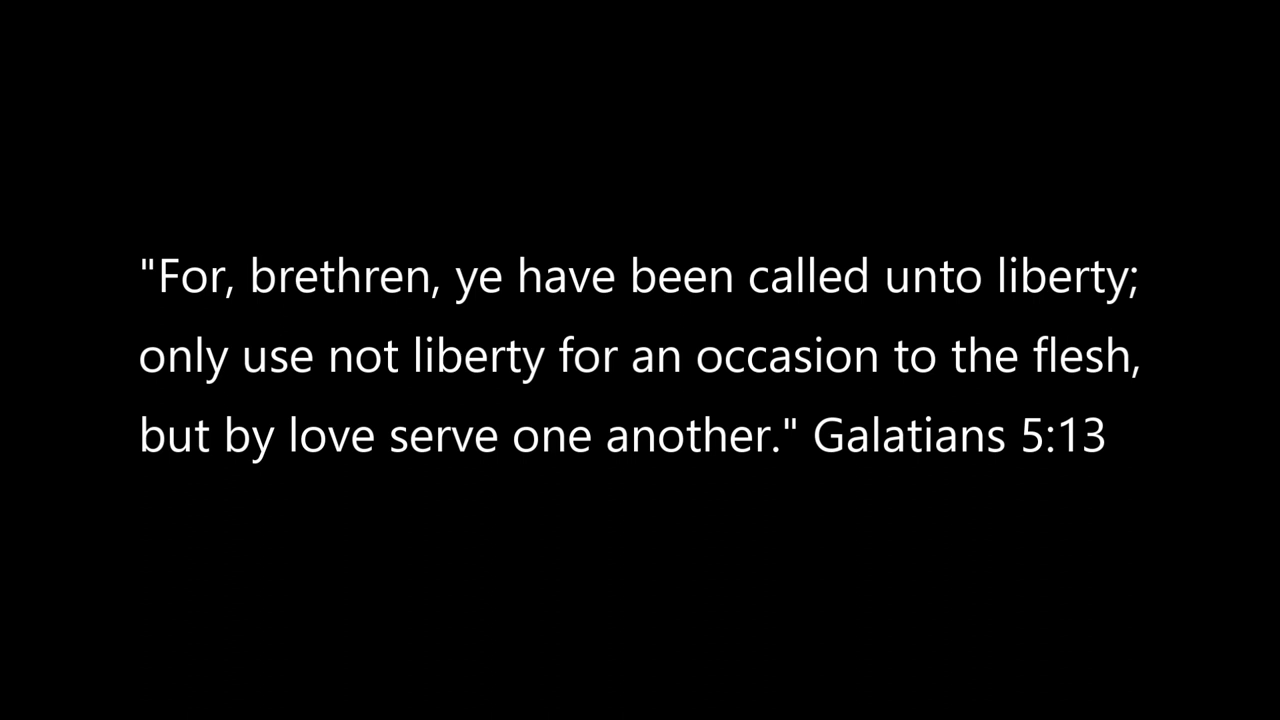 "For, brethren, ye have been called unto liberty;
only use not liberty for an occasion to the flesh,
but by love serve one another." Galatians 5:13